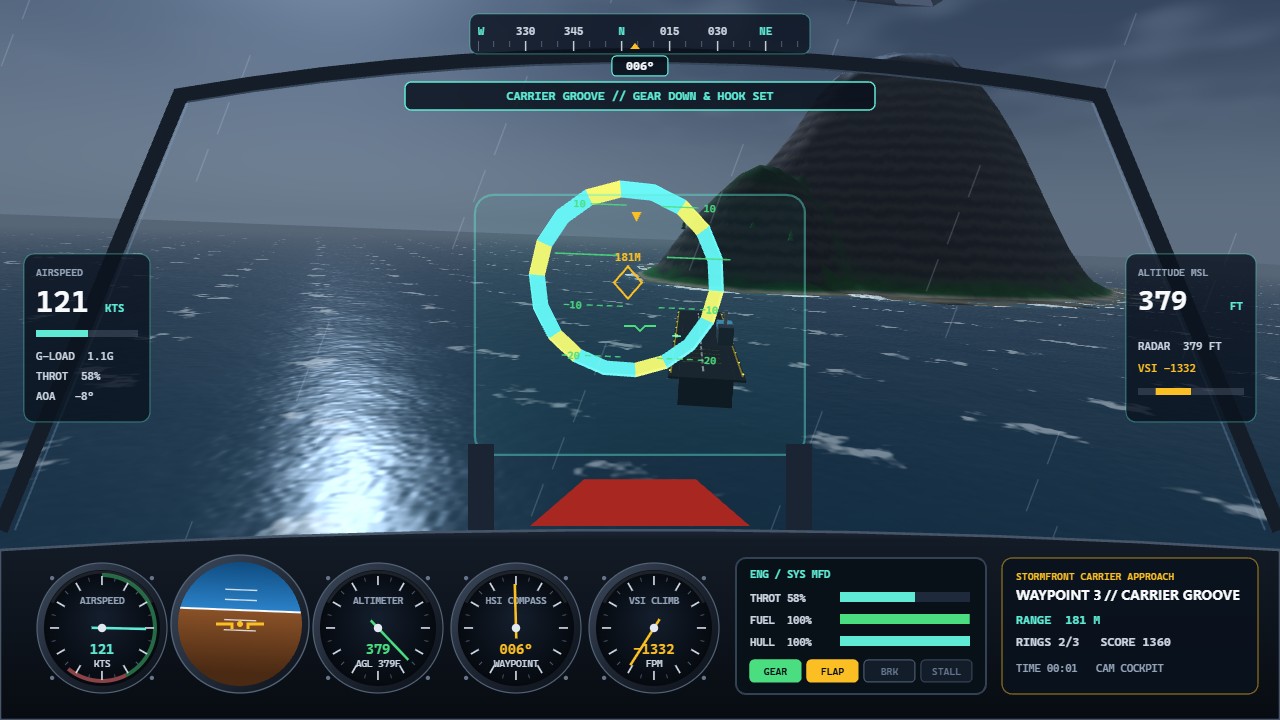 W 330 345 N 015 030 NE
006°
CARRIER GROOVE // GEAR DOWN & HOOK SET
10 10
181M
-10 -10
-20 -20
AIRSPEED
121 KTS
G-LOAD 1.1G
THROT 58%
AOA -8°
ALTITUDE MSL
379 FT
RADAR 379 FT
VSI -1332
AIRSPEED
121
KTS
ALTIMETER
379
AGL 379F
HSI COMPASS
006°
WAYPOINT
VSI CLIMB
-1332
FPM
ENG / SYS MFD
THROT 58%
FUEL 100%
HULL 100%
GEAR FLAP BRK STALL
STORMFRONT CARRIER APPROACH
WAYPOINT 3 // CARRIER GROOVE
RANGE 181 M
RINGS 2/3 SCORE 1360
TIME 00:01 CAM COCKPIT